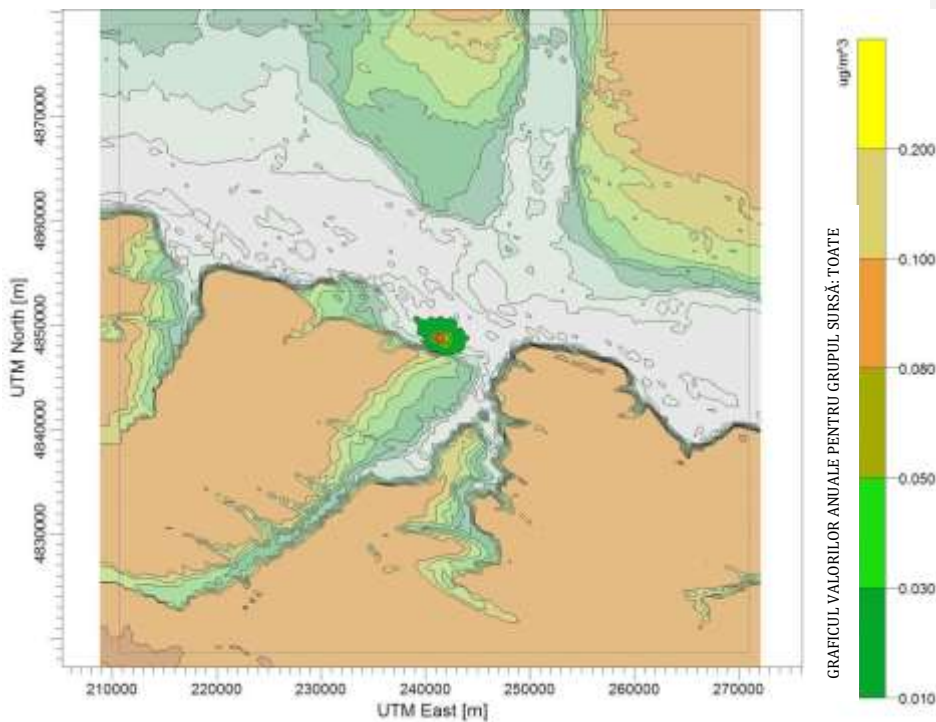 ug/m^3
0.200
0.100
0.080
0.050
0.030
0.010
GRAFICUL VALORILOR ANUALE PENTRU GRUPUL SURSĂ: TOATE
UTM North [m]
4870000
4860000
4850000
4840000
4830000
210000 220000 230000 240000 250000 260000 270000
UTM East [m]